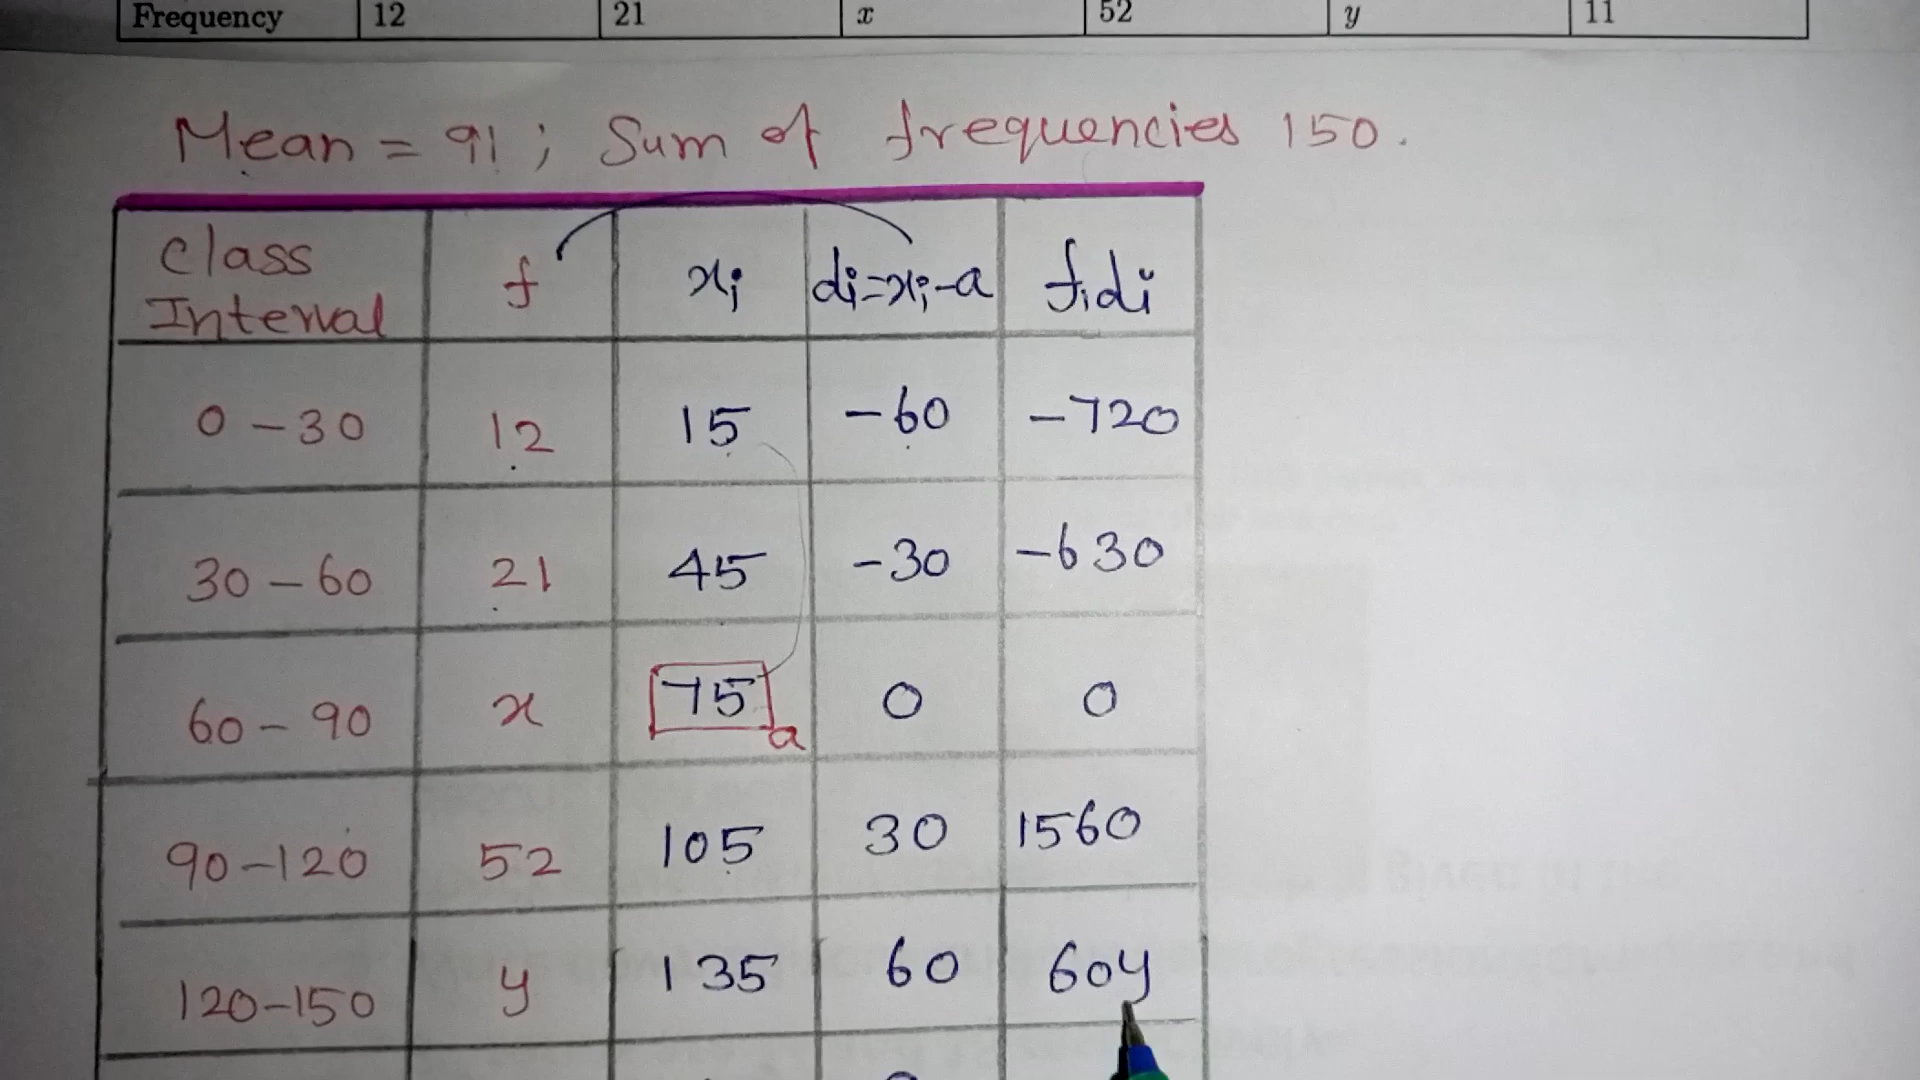 Frequency 12 21 x 52 y 11
Mean = 91 ; Sum of frequencies 150.
Class Interval f xi di=xi-a fidi
0-30 12 15 -60 -720
30-60 21 45 -30 -630
60-90 x 75 a 0 0
90-120 52 105 30 1560
120-150 y 135 60 60y